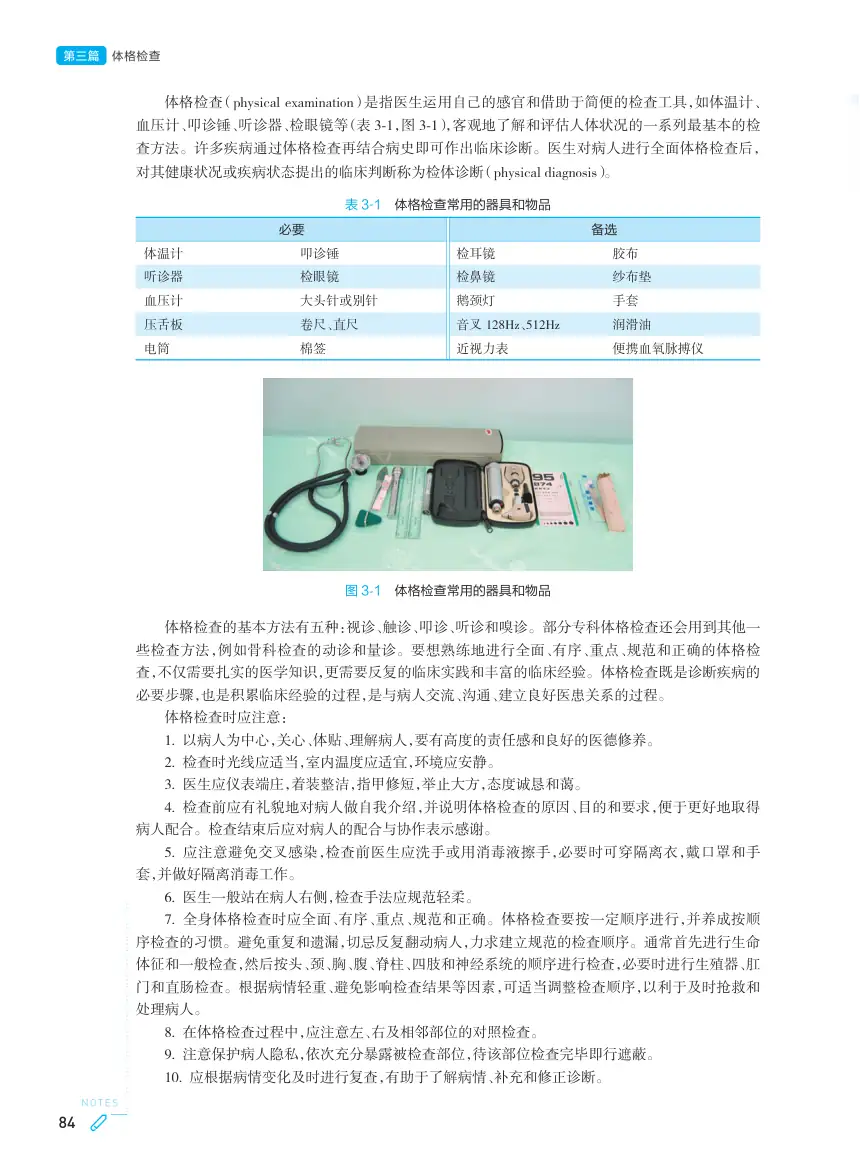 第三篇 体格检查
体格检查(physical examination)是指医生运用自己的感官和借助于简便的检查工具,如体温计、
血压计、叩诊锤、听诊器、检眼镜等(表 3-1,图 3-1),客观地了解和评估人体状况的一系列最基本的检
查方法。许多疾病通过体格检查再结合病史即可作出临床诊断。医生对病人进行全面体格检查后,
对其健康状况或疾病状态提出的临床判断称为检体诊断(physical diagnosis)。
表 3-1 体格检查常用的器具和物品
必要 备选
体温计 叩诊锤 检耳镜 胶布
听诊器 检眼镜 检鼻镜 纱布垫
血压计 大头针或别针 鹅颈灯 手套
压舌板 卷尺、直尺 音叉 128Hz、512Hz 润滑油
电筒 棉签 近视力表 便携血氧脉搏仪
95
874
图 3-1 体格检查常用的器具和物品
体格检查的基本方法有五种:视诊、触诊、叩诊、听诊和嗅诊。部分专科体格检查还会用到其他一
些检查方法,例如骨科检查的动诊和量诊。要想熟练地进行全面、有序、重点、规范和正确的体格检
查,不仅需要扎实的医学知识,更需要反复的临床实践和丰富的临床经验。体格检查既是诊断疾病的
必要步骤,也是积累临床经验的过程,是与病人交流、沟通、建立良好医患关系的过程。
体格检查时应注意:
1. 以病人为中心,关心、体贴、理解病人,要有高度的责任感和良好的医德修养。
2. 检查时光线应适当,室内温度应适宜,环境应安静。
3. 医生应仪表端庄,着装整洁,指甲修短,举止大方,态度诚恳和蔼。
4. 检查前应有礼貌地对病人做自我介绍,并说明体格检查的原因、目的和要求,便于更好地取得
病人配合。检查结束后应对病人的配合与协作表示感谢。
5. 应注意避免交叉感染,检查前医生应洗手或用消毒液擦手,必要时可穿隔离衣,戴口罩和手
套,并做好隔离消毒工作。
6. 医生一般站在病人右侧,检查手法应规范轻柔。
7. 全身体格检查时应全面、有序、重点、规范和正确。体格检查要按一定顺序进行,并养成按顺
序检查的习惯。避免重复和遗漏,切忌反复翻动病人,力求建立规范的检查顺序。通常首先进行生命
体征和一般检查,然后按头、颈、胸、腹、脊柱、四肢和神经系统的顺序进行检查,必要时进行生殖器、肛
门和直肠检查。根据病情轻重、避免影响检查结果等因素,可适当调整检查顺序,以利于及时抢救和
处理病人。
8. 在体格检查过程中,应注意左、右及相邻部位的对照检查。
9. 注意保护病人隐私,依次充分暴露被检查部位,待该部位检查完毕即行遮蔽。
10. 应根据病情变化及时进行复查,有助于了解病情、补充和修正诊断。
NOTES
84